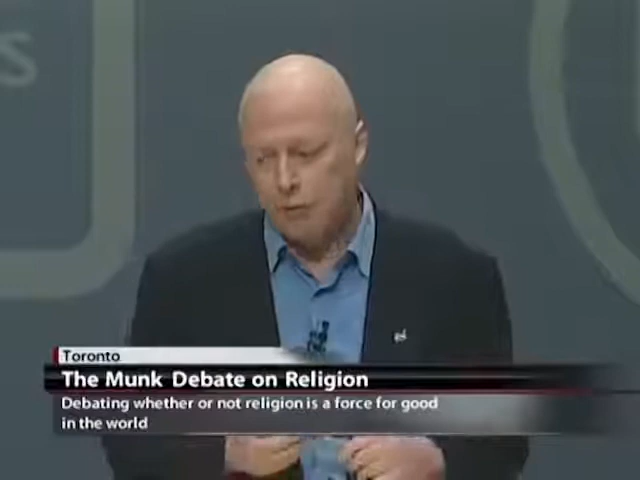 s
Toronto
The Munk Debate on Religion
Debating whether or not religion is a force for good
in the world